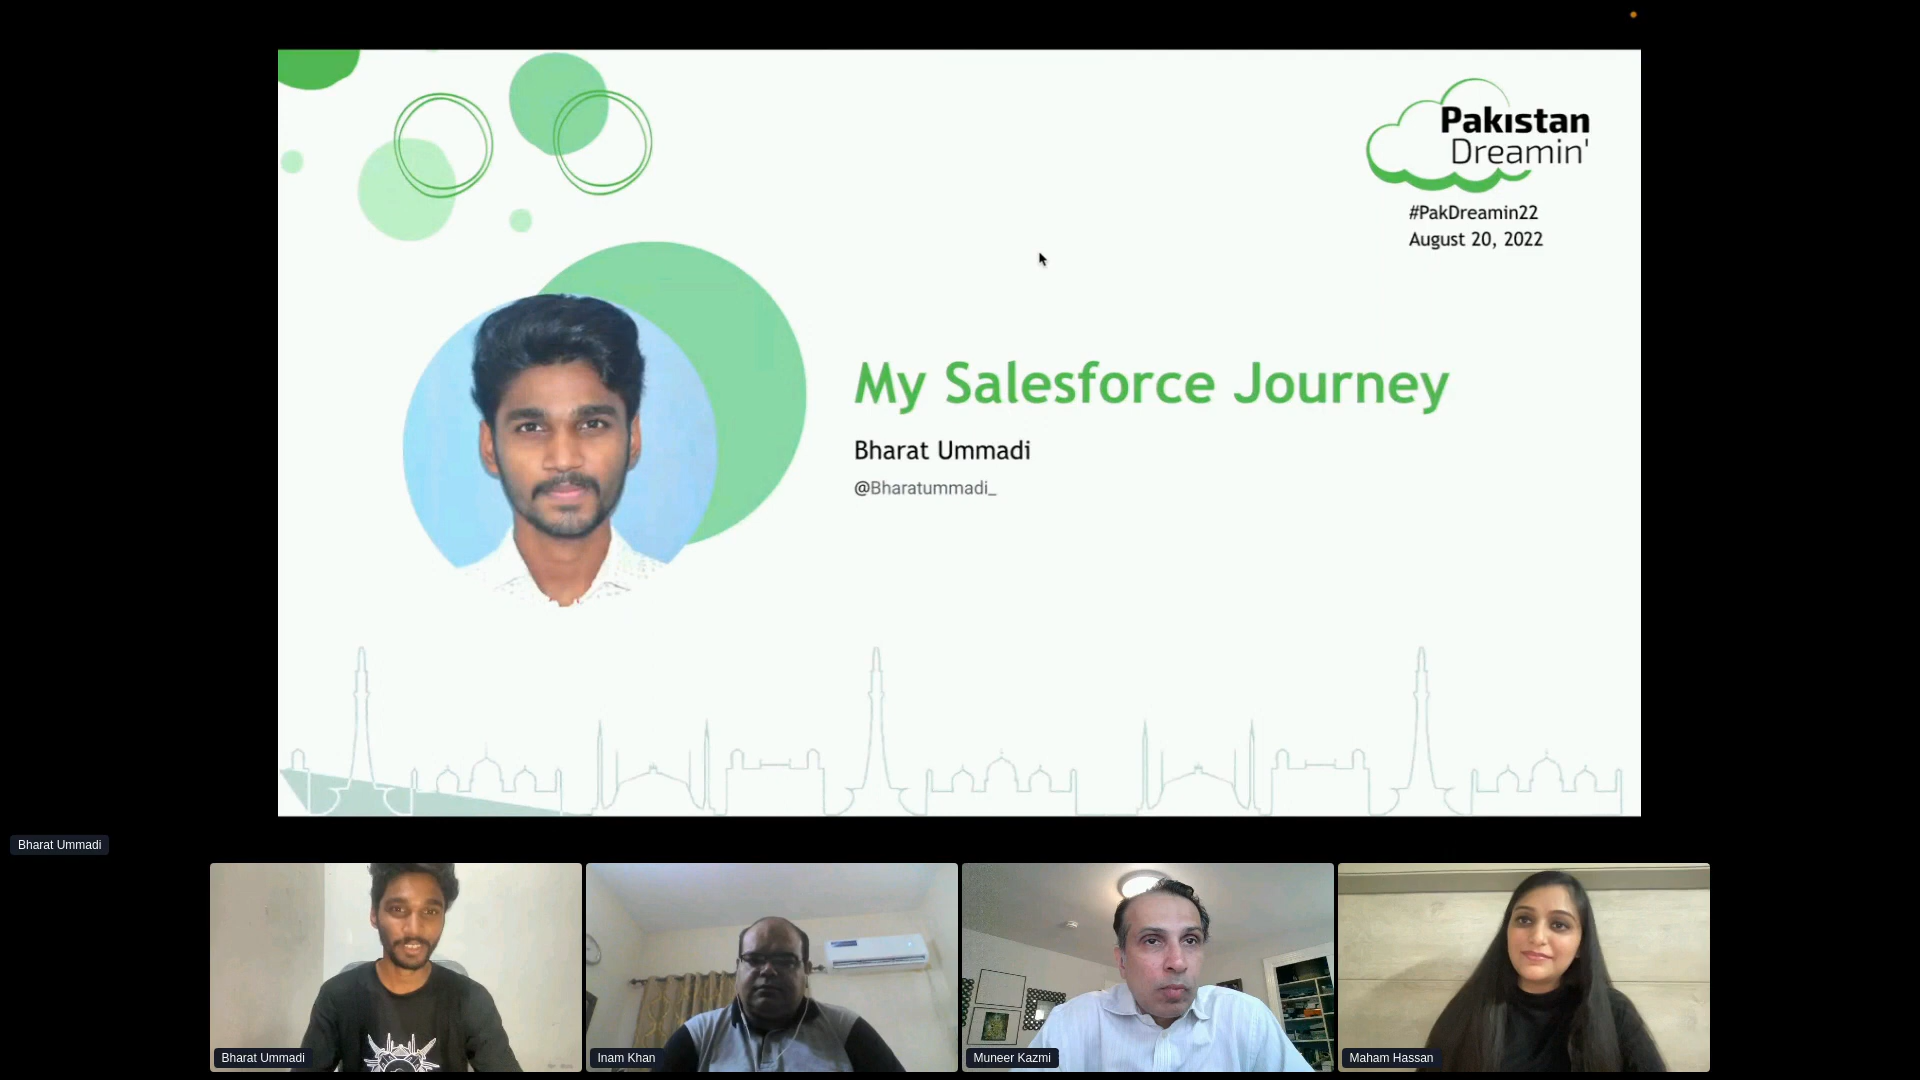 Pakıstan
Dreamin'
#PakDreamin22
August 20, 2022
My Salesforce Journey
Bharat Ummadi
@Bharatummadi_
Bharat Ummadi
Bharat Ummadi
Inam Khan
Muneer Kazmi
Maham Hassan